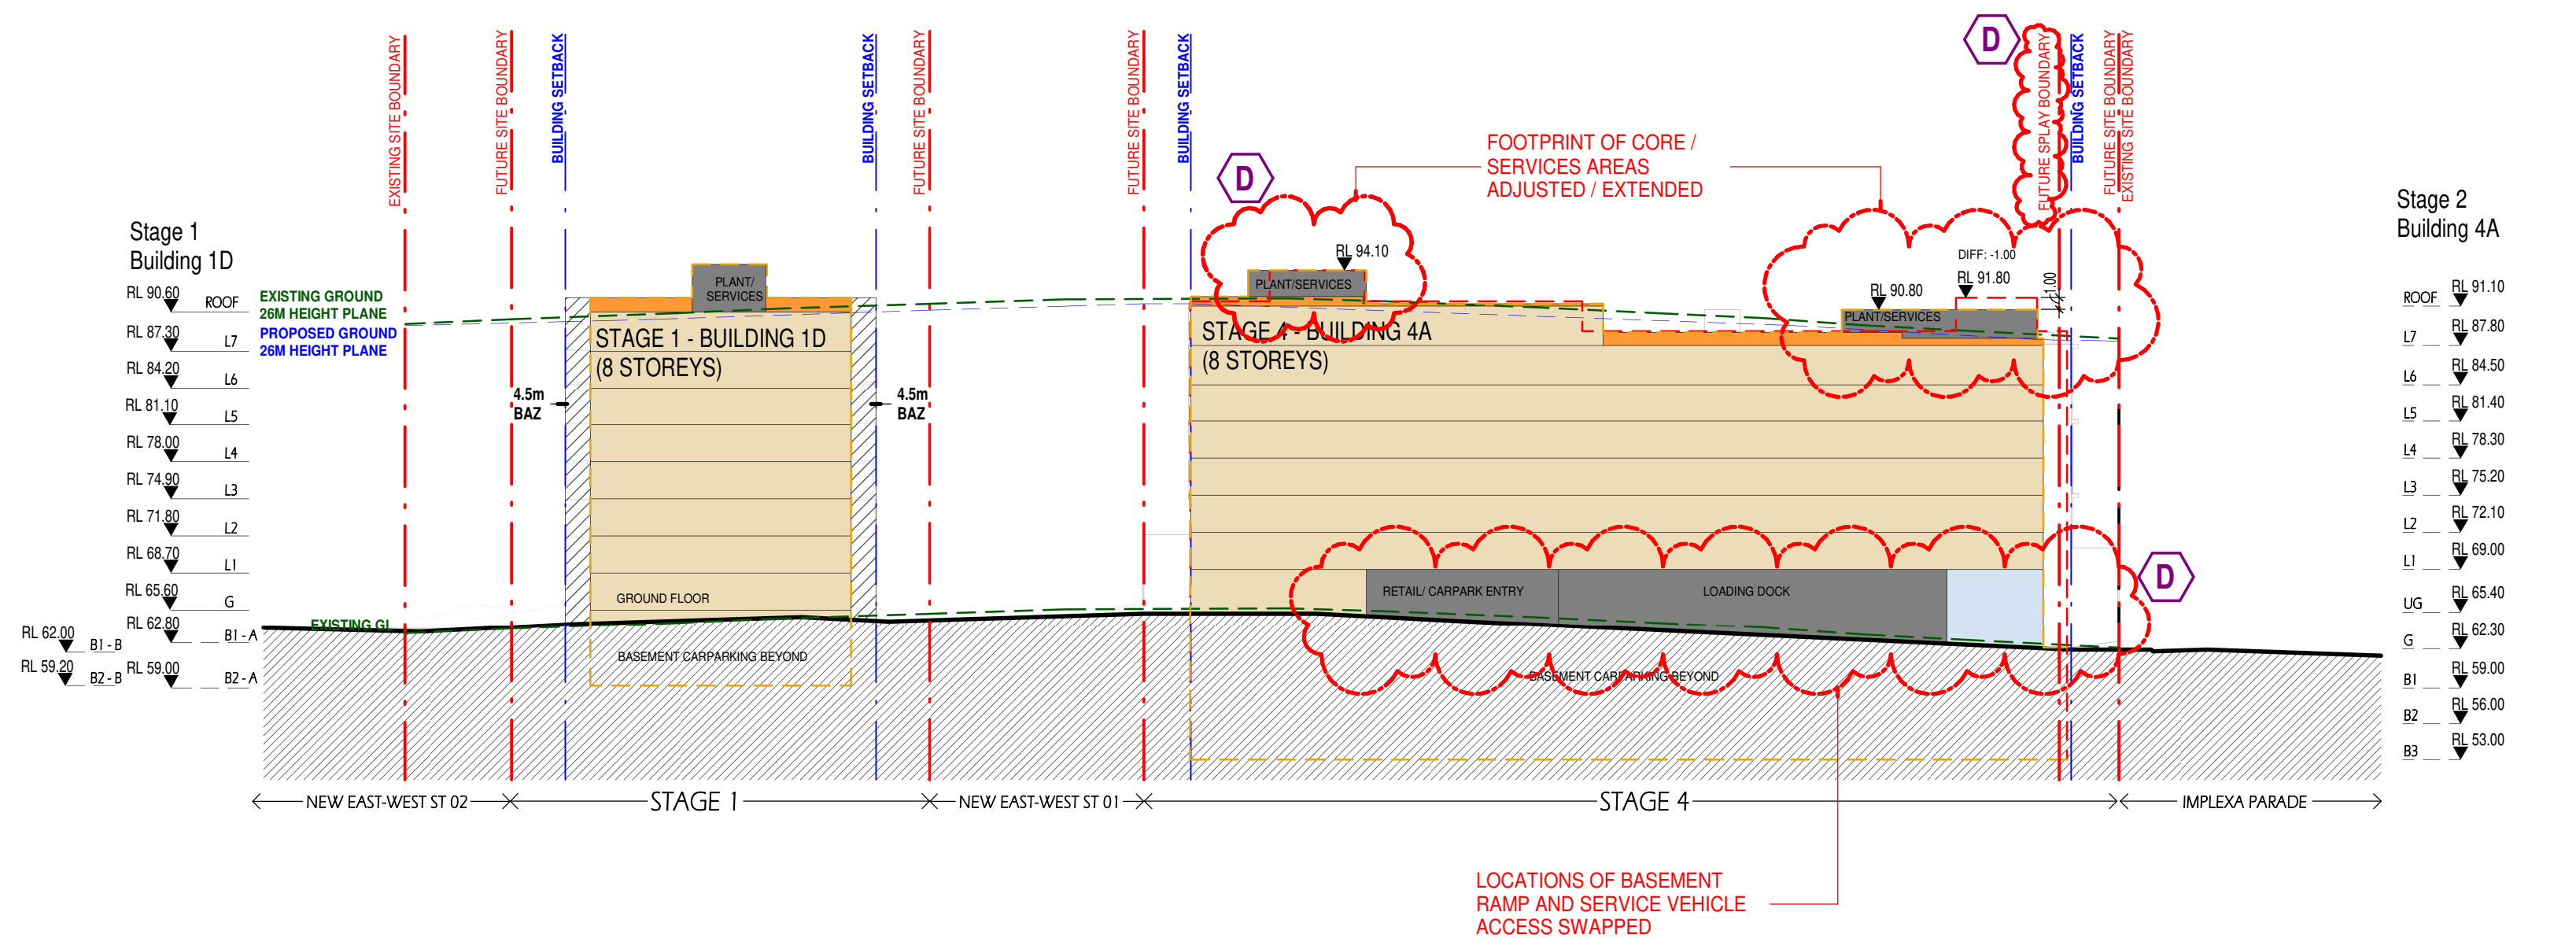 EXISTING SITE BOUNDARY
FUTURE SITE BOUNDARY
BUILDING SETBACK
BUILDING SETBACK
FUTURE SITE BOUNDARY
FUTURE SITE BOUNDARY
BUILDING SETBACK
D
FUTURE SPLAY BOUNDARY
BUILDING SETBACK
FUTURE SITE BOUNDARY
EXISTING SITE BOUNDARY
D
FOOTPRINT OF CORE /
SERVICES AREAS
ADJUSTED / EXTENDED
Stage 1
Building 1D
Stage 2
Building 4A
RL 90.60 ROOF
RL 87.30 L7
RL 84.20 L6
RL 81.10 L5
RL 78.00 L4
RL 74.90 L3
RL 71.80 L2
RL 68.70 L1
RL 65.60 G
RL 62.80 B1 - A
RL 62.00 B1 - B
RL 59.20 B2 - B
RL 59.00 B2 - A
EXISTING GROUND
26M HEIGHT PLANE
PROPOSED GROUND
26M HEIGHT PLANE
PLANT/
SERVICES
STAGE 1 - BUILDING 1D
(8 STOREYS)
4.5m
BAZ
4.5m
BAZ
GROUND FLOOR
EXISTING GL
BASEMENT CARPARKING BEYOND
RL 94.10
PLANT/SERVICES
STAGE 4 - BUILDING 4A
(8 STOREYS)
DIFF: -1.00
RL 91.80
RL 90.80
-1.00
PLANT/SERVICES
RETAIL/ CARPARK ENTRY
LOADING DOCK
D
BASEMENT CARPARKING BEYOND
ROOF RL 91.10
L7 RL 87.80
L6 RL 84.50
L5 RL 81.40
L4 RL 78.30
L3 RL 75.20
L2 RL 72.10
L1 RL 69.00
UG RL 65.40
G RL 62.30
B1 RL 59.00
B2 RL 56.00
B3 RL 53.00
NEW EAST-WEST ST 02
STAGE 1
NEW EAST-WEST ST 01
STAGE 4
IMPLEXA PARADE
LOCATIONS OF BASEMENT
RAMP AND SERVICE VEHICLE
ACCESS SWAPPED